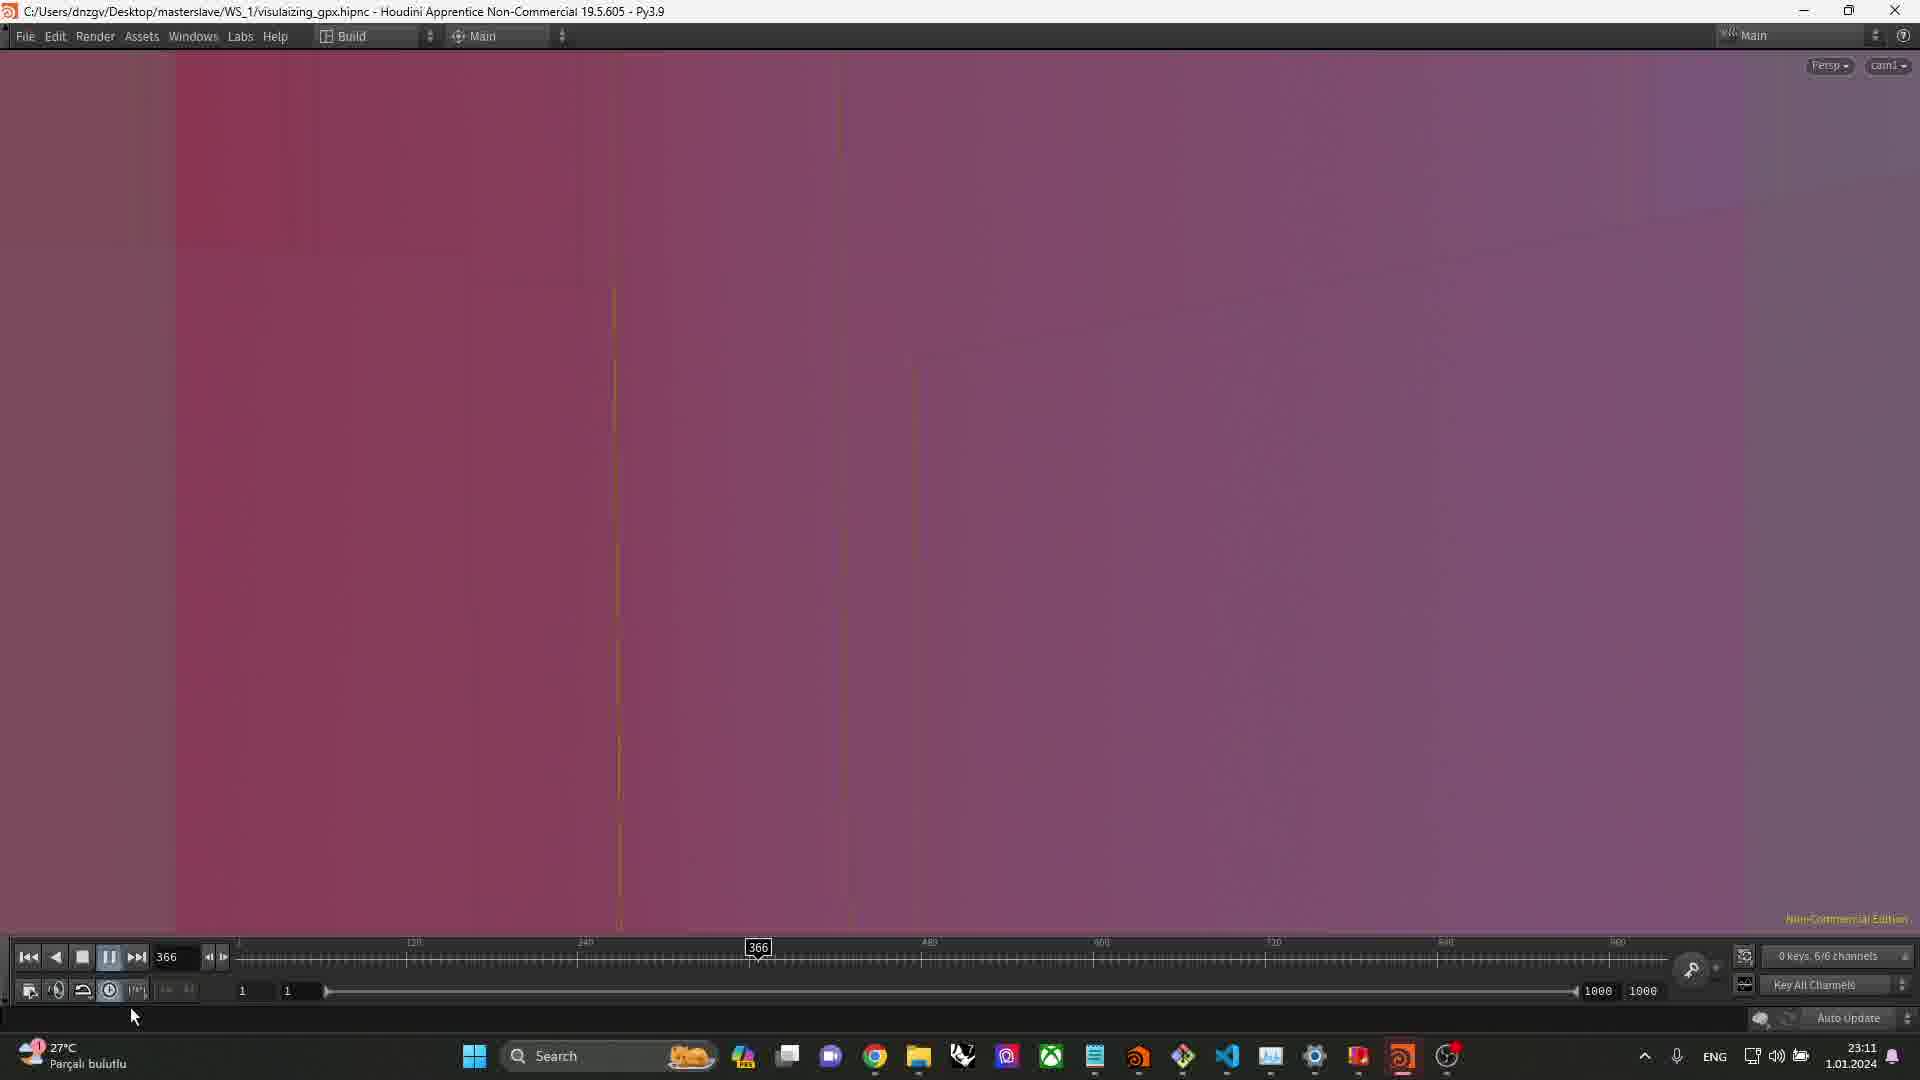 C:/Users/dnzgv/Desktop/masterslave/WS_1/visulaizing_gpx.hipnc - Houdini Apprentice Non-Commercial 19.5.605 - Py3.9
File Edit Render Assets Windows Labs Help Build Main Main
Persp cam1
Non-Commercial Edition
366 1 120 240 366 480 600 720 840 960 0 keys, 6/6 channels
1 1 1000 1000 Key All Channels
Auto Update
1 27°C
Parçalı bulutlu
Search
PRE
ENG
23:11
1.01.2024